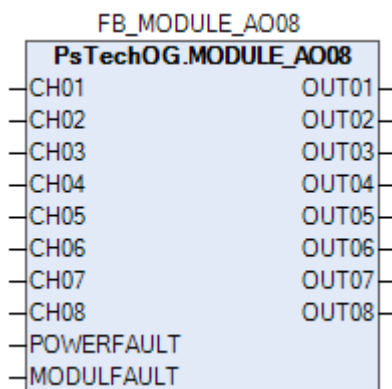 FB_MODULE_AO08
PsTechOG.MODULE_AO08
CH01 OUT01
CH02 OUT02
CH03 OUT03
CH04 OUT04
CH05 OUT05
CH06 OUT06
CH07 OUT07
CH08 OUT08
POWERFAULT
MODULFAULT